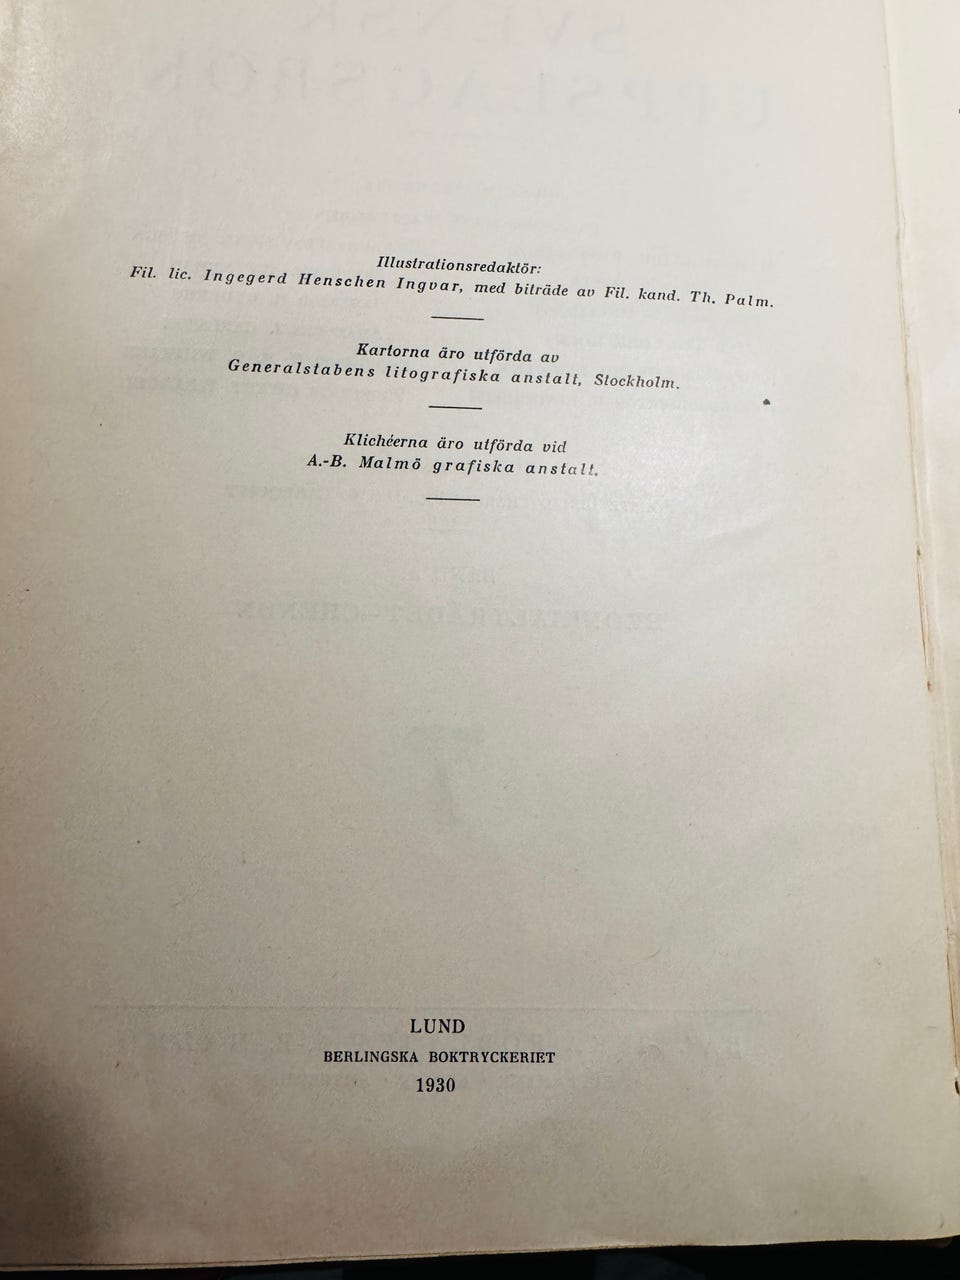 Illustrationsredaktör:
Fil. lic. Ingegerd Henschen Ingvar, med biträde av Fil. kand. Th. Palm.
Kartorna äro utförda av
Generalstabens litografiska anstalt, Stockholm.
Klichéerna äro utförda vid
A.-B. Malmö grafiska anstalt.
LUND
BERLINGSKA BOKTRYCKERIET
1930